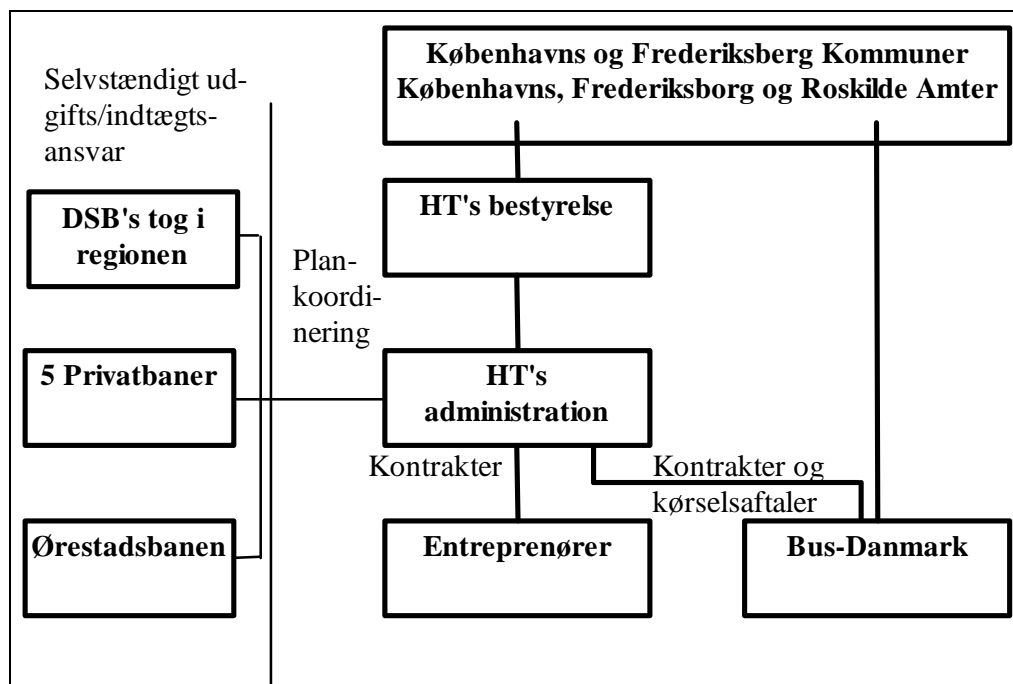 Københavns og Frederiksberg Kommuner
Københavns, Frederiksborg og Roskilde Amter
Selvstændigt ud-
gifts/indtægts-
ansvar
DSB's tog i
regionen
HT's bestyrelse
Plan-
koordi-
nering
5 Privatbaner
HT's
administration
Kontrakter
Kontrakter og
kørselsaftaler
Ørestadsbanen
Entreprenører
Bus-Danmark